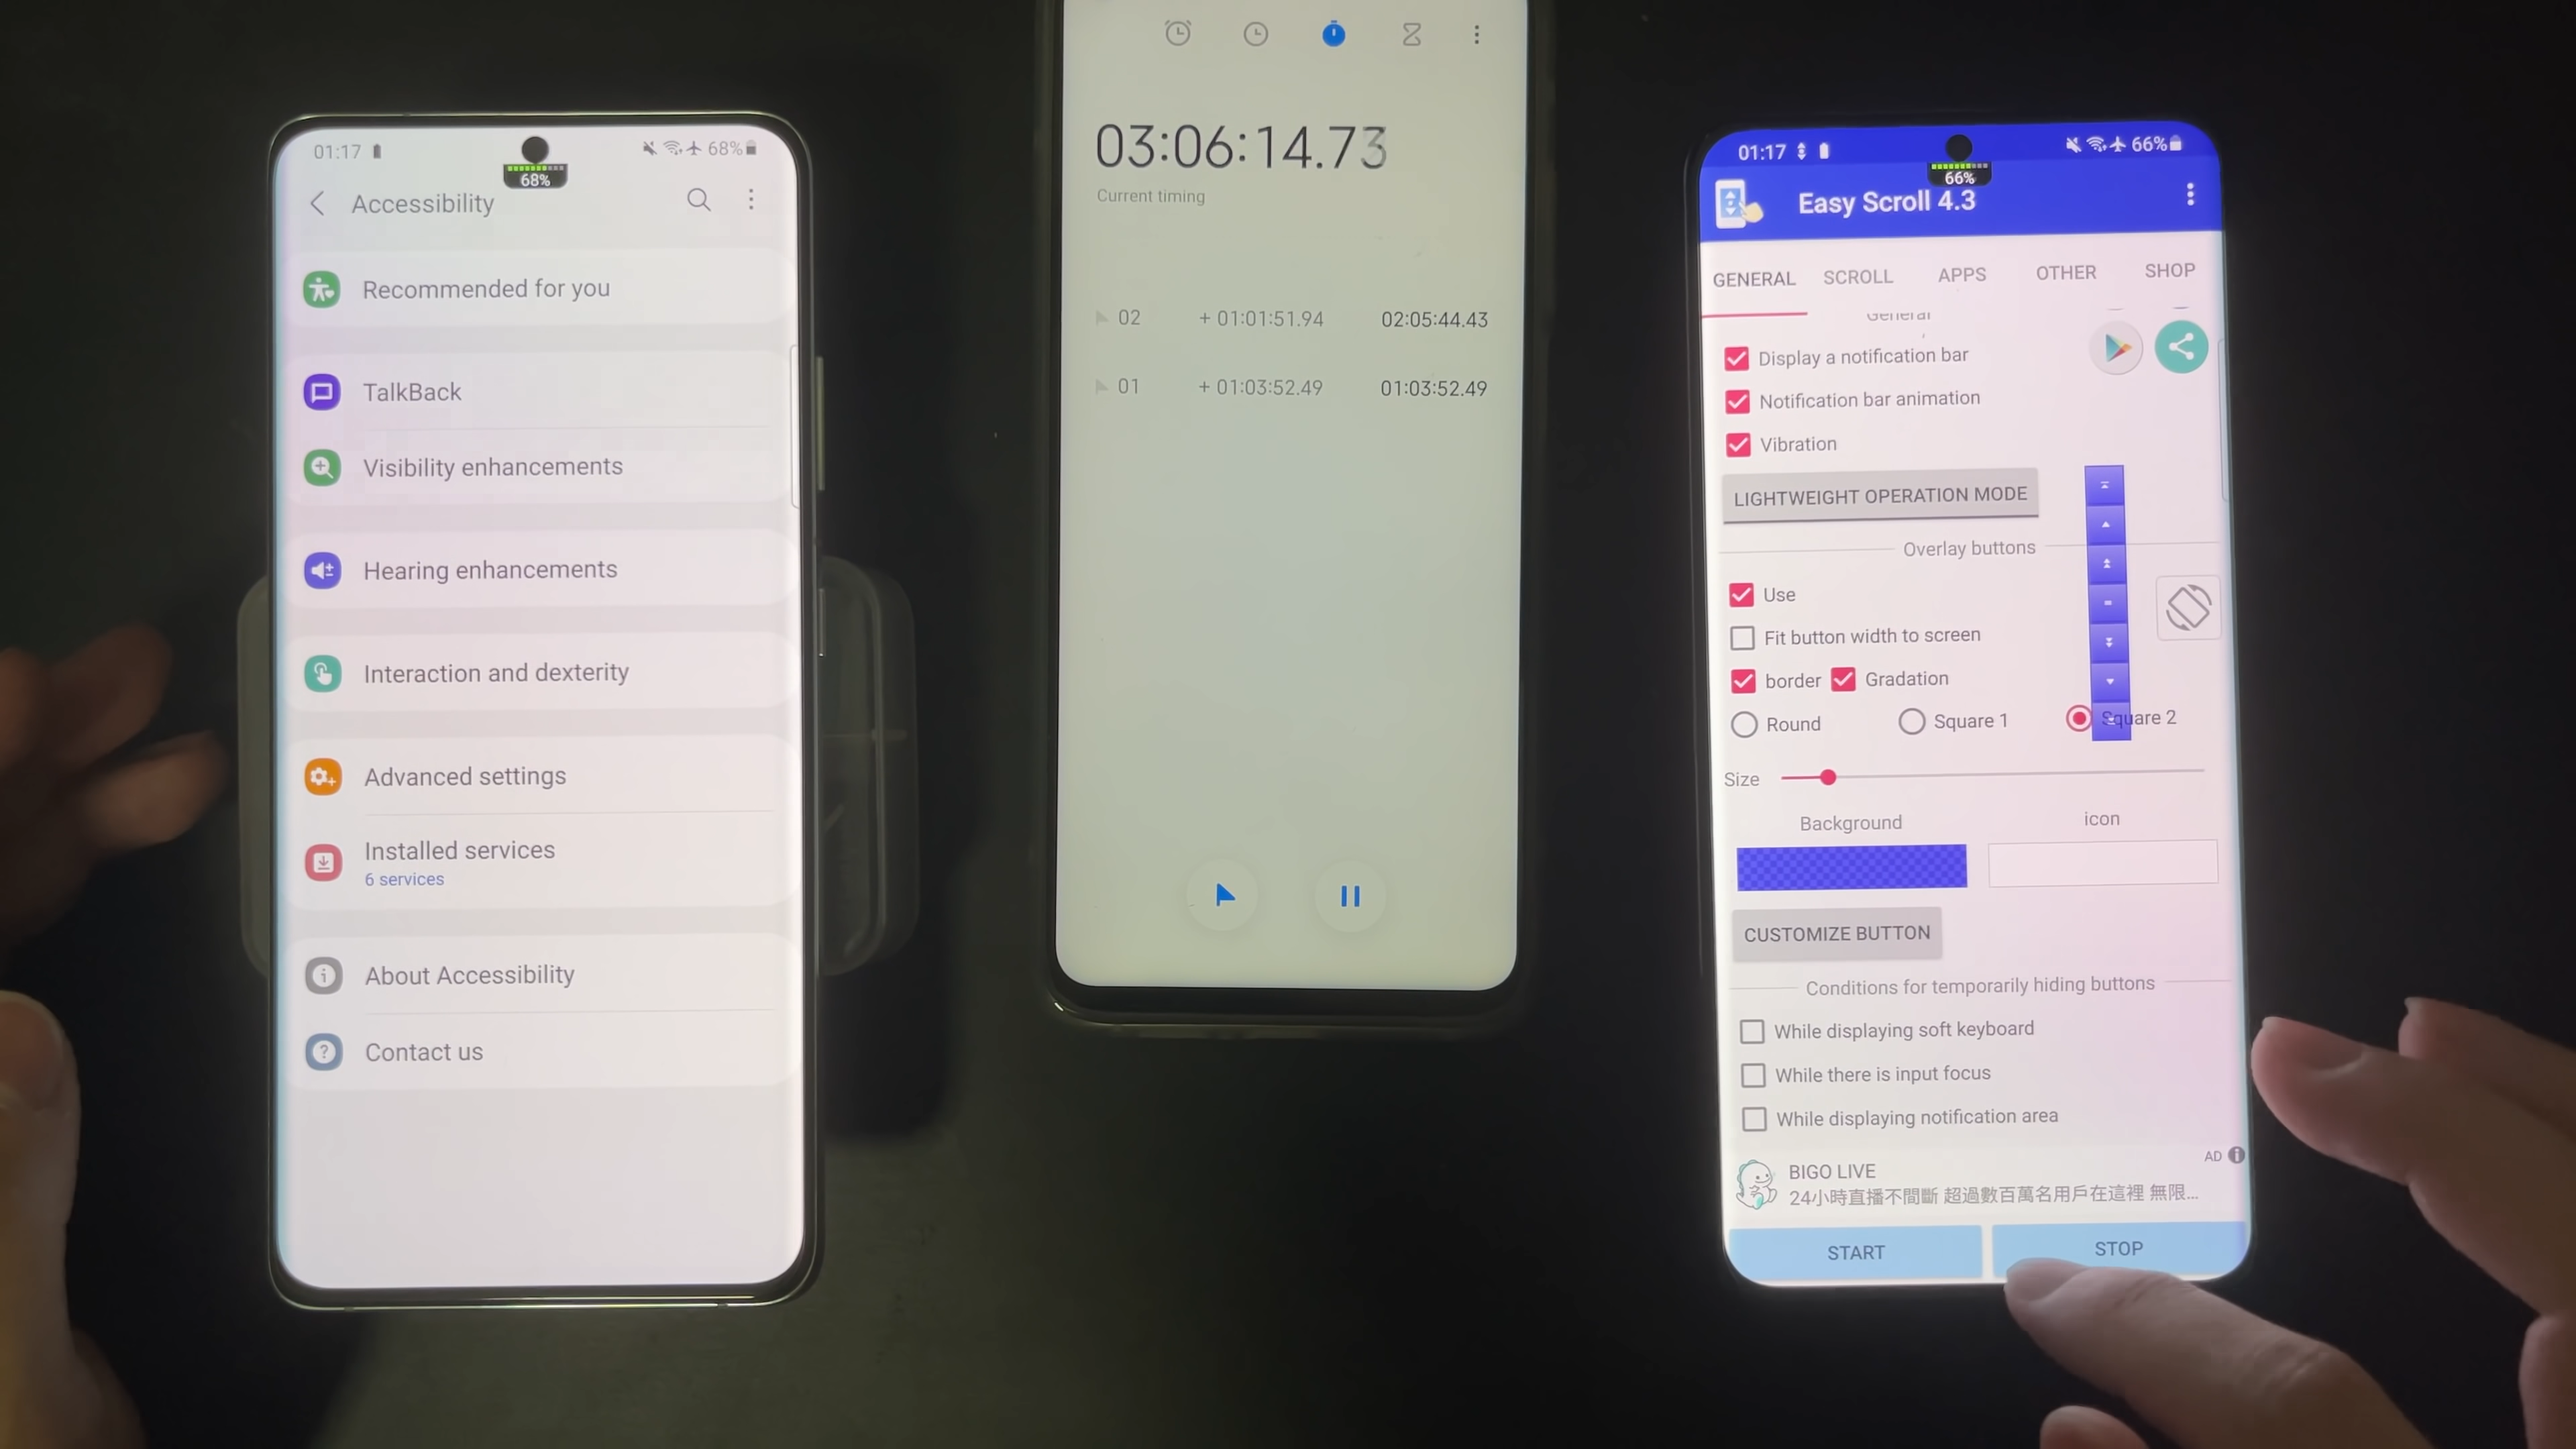 01:17
68%
68%
Accessibility
Recommended for you
TalkBack
Visibility enhancements
Hearing enhancements
Interaction and dexterity
Advanced settings
Installed services
6 services
About Accessibility
Contact us
03:06:14.73
Current timing
02 + 01:01:51.94 02:05:44.43
01 + 01:03:52.49 01:03:52.49
01:17
66%
66%
Easy Scroll 4.3
GENERAL SCROLL APPS OTHER SHOP
General
Display a notification bar
Notification bar animation
Vibration
LIGHTWEIGHT OPERATION MODE
Overlay buttons
Use
Fit button width to screen
border Gradation
Round Square 1 Square 2
Size
Background icon
CUSTOMIZE BUTTON
Conditions for temporarily hiding buttons
While displaying soft keyboard
While there is input focus
While displaying notification area
AD
BIGO LIVE
24小時直播不間斷 超過數百萬名用戶在這裡 無限...
START STOP